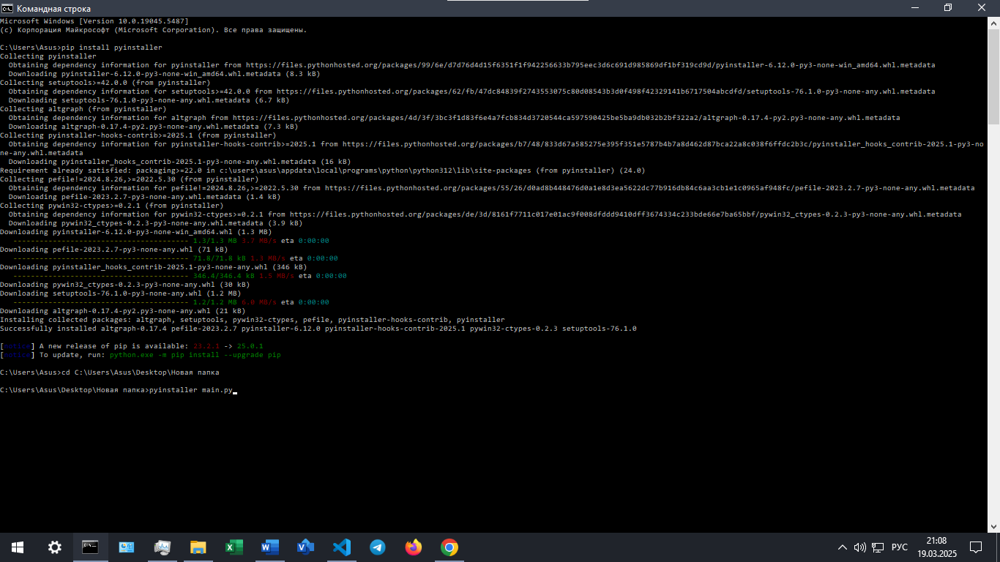 Командная строка
Microsoft Windows [Version 10.0.19045.5487]
(c) Корпорация Майкрософт (Microsoft Corporation). Все права защищены.
C:\Users\Asus>pip install pyinstaller
Collecting pyinstaller
Obtaining dependency information for pyinstaller from https://files.pythonhosted.org/packages/99/6e/d7d76d4d15f6351f1f942256633b795eec3d6c691d985869df1bf319cd9d/pyinstaller-6.12.0-py3-none-win_amd64.whl.metadata
Downloading pyinstaller-6.12.0-py3-none-win_amd64.whl.metadata (8.3 kB)
Collecting setuptools>=42.0.0 (from pyinstaller)
Obtaining dependency information for setuptools>=42.0.0 from https://files.pythonhosted.org/packages/62/fb/47dc84839f2743553075c80d08543b3d0f498f42329141b6717504abcdfd/setuptools-76.1.0-py3-none-any.whl.metadata
Downloading setuptools-76.1.0-py3-none-any.whl.metadata (6.7 kB)
Collecting altgraph (from pyinstaller)
Obtaining dependency information for altgraph from https://files.pythonhosted.org/packages/4d/3f/3bc3f1d83f6e4a7fcb834d3720544ca597590425be5ba9db032b2bf322a2/altgraph-0.17.4-py2.py3-none-any.whl.metadata
Downloading altgraph-0.17.4-py2.py3-none-any.whl.metadata (7.3 kB)
Collecting pyinstaller-hooks-contrib>=2025.1 (from pyinstaller)
Obtaining dependency information for pyinstaller-hooks-contrib>=2025.1 from https://files.pythonhosted.org/packages/b7/48/833d67a585275e395f351e5787b4b7a8d462d87bca22a8c038f6ffdc2b3c/pyinstaller_hooks_contrib-2025.1-py3-no
ne-any.whl.metadata
Downloading pyinstaller_hooks_contrib-2025.1-py3-none-any.whl.metadata (16 kB)
Requirement already satisfied: packaging>=22.0 in c:\users\asus\appdata\local\programs\python\python312\lib\site-packages (from pyinstaller) (24.0)
Collecting pefile!=2024.8.26,>=2022.5.30 (from pyinstaller)
Obtaining dependency information for pefile!=2024.8.26,>=2022.5.30 from https://files.pythonhosted.org/packages/55/26/d0ad8b448476d0a1e8d3ea5622dc77b916db84c6aa3cb1e1c0965af948fc/pefile-2023.2.7-py3-none-any.whl.metadata
Downloading pefile-2023.2.7-py3-none-any.whl.metadata (1.4 kB)
Collecting pywin32-ctypes>=0.2.1 (from pyinstaller)
Obtaining dependency information for pywin32-ctypes>=0.2.1 from https://files.pythonhosted.org/packages/de/3d/8161f7711c017e01ac9f008dfddd9410dff3674334c233bde66e7ba65bbf/pywin32_ctypes-0.2.3-py3-none-any.whl.metadata
Downloading pywin32_ctypes-0.2.3-py3-none-any.whl.metadata (3.9 kB)
Downloading pyinstaller-6.12.0-py3-none-win_amd64.whl (1.3 MB)
---------------------------------------- 1.3/1.3 MB 3.7 MB/s eta 0:00:00
Downloading pefile-2023.2.7-py3-none-any.whl (71 kB)
---------------------------------------- 71.8/71.8 kB 1.3 MB/s eta 0:00:00
Downloading pyinstaller_hooks_contrib-2025.1-py3-none-any.whl (346 kB)
---------------------------------------- 346.4/346.4 kB 1.5 MB/s eta 0:00:00
Downloading pywin32_ctypes-0.2.3-py3-none-any.whl (30 kB)
Downloading setuptools-76.1.0-py3-none-any.whl (1.2 MB)
---------------------------------------- 1.2/1.2 MB 6.0 MB/s eta 0:00:00
Downloading altgraph-0.17.4-py2.py3-none-any.whl (21 kB)
Installing collected packages: altgraph, setuptools, pywin32-ctypes, pefile, pyinstaller-hooks-contrib, pyinstaller
Successfully installed altgraph-0.17.4 pefile-2023.2.7 pyinstaller-6.12.0 pyinstaller-hooks-contrib-2025.1 pywin32-ctypes-0.2.3 setuptools-76.1.0
[notice] A new release of pip is available: 23.2.1 -> 25.0.1
[notice] To update, run: python.exe -m pip install --upgrade pip
C:\Users\Asus>cd C:\Users\Asus\Desktop\Новая папка
C:\Users\Asus\Desktop\Новая папка>pyinstaller main.py
РУС
21:08
19.03.2025